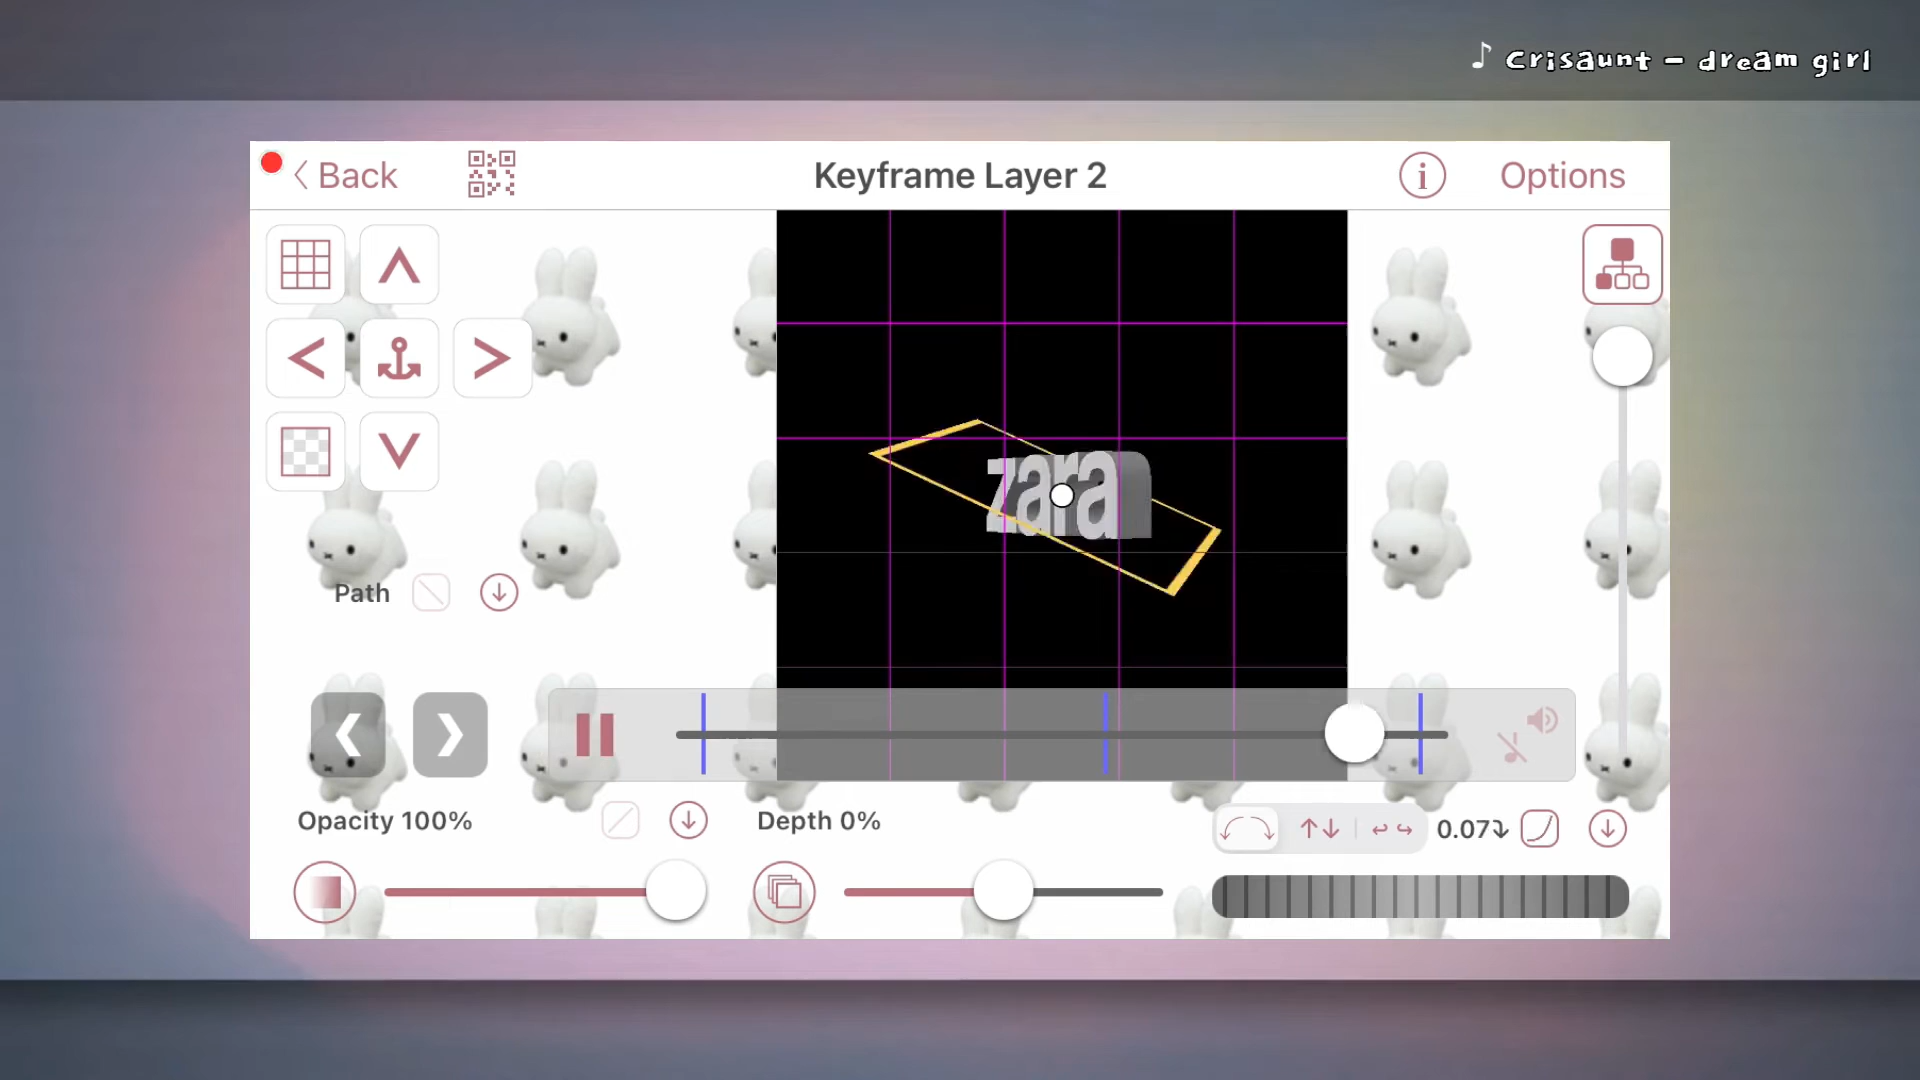 ♪ Crisaunt - dream girl
Back
Keyframe Layer 2
Options
zara
Path
Opacity 100%
Depth 0%
0.07